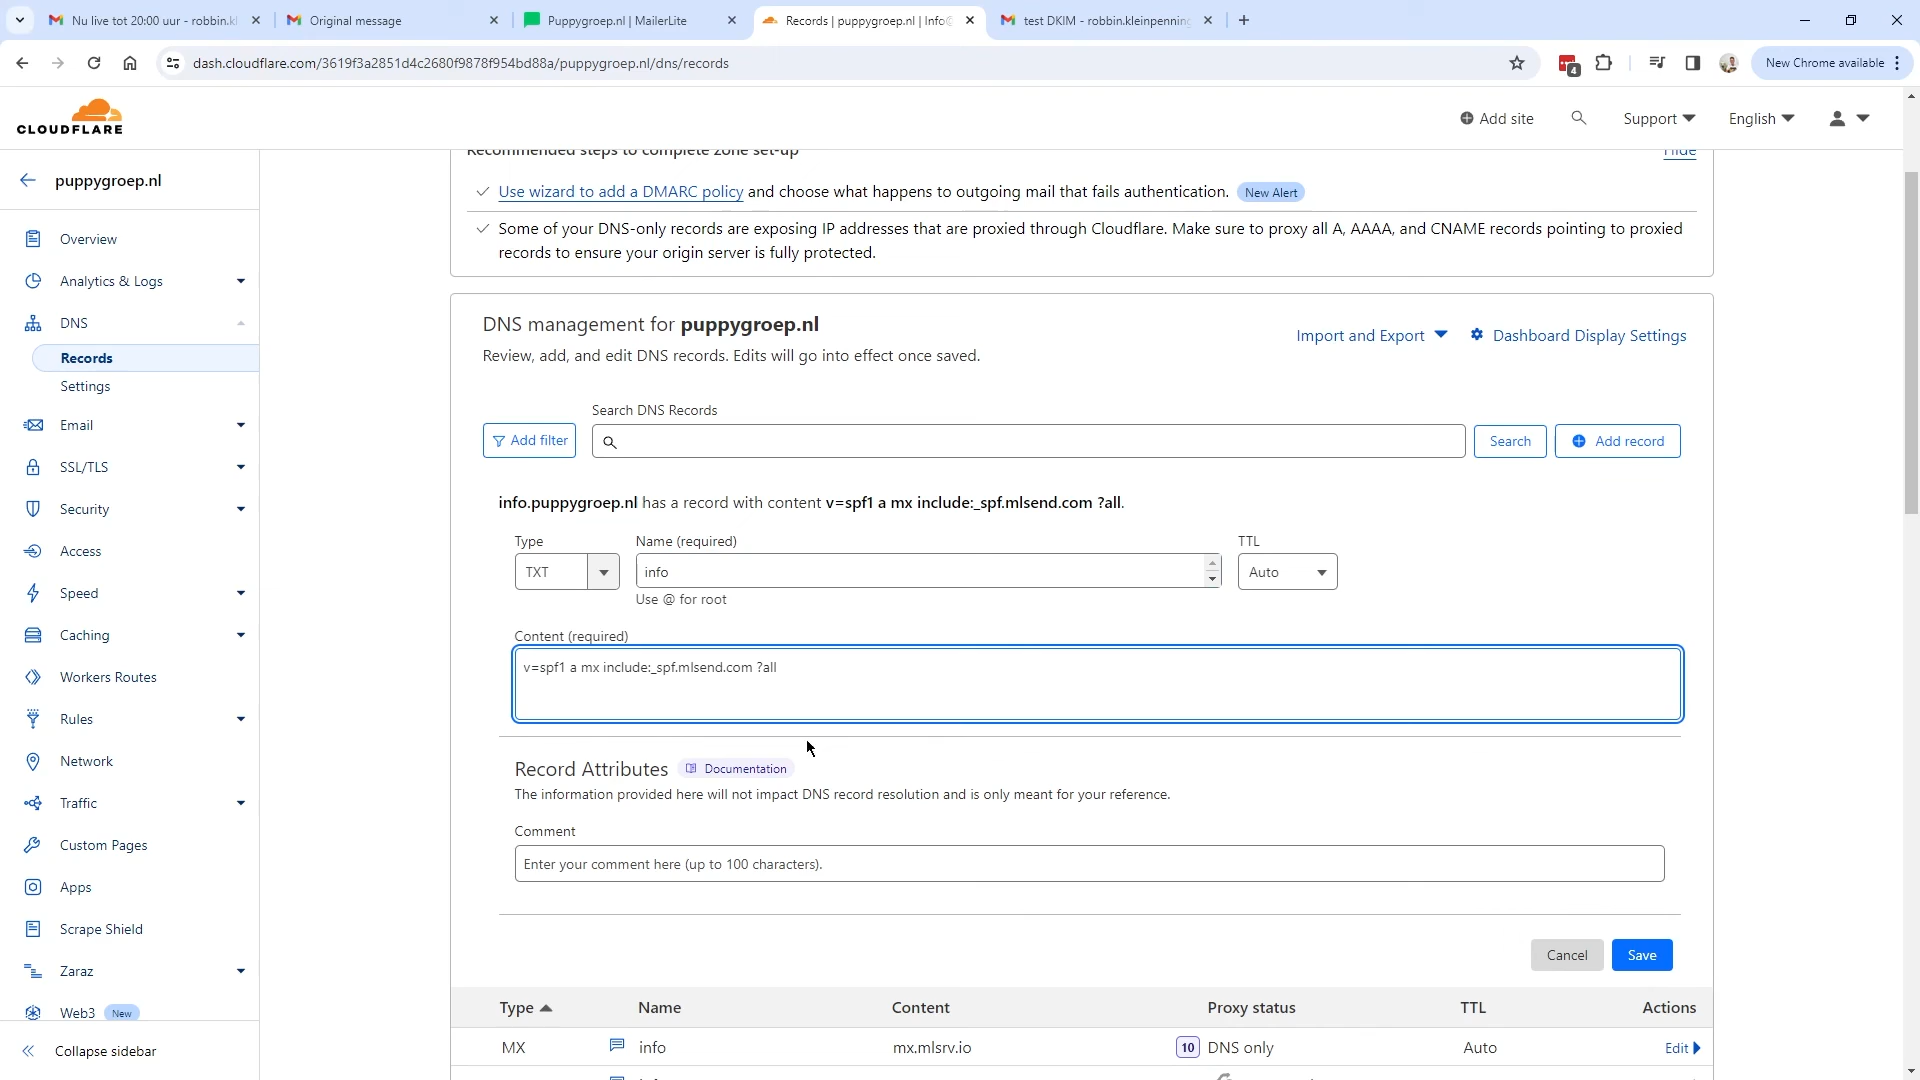 Nu live tot 20:00 uur - robbin.kl
Original message
Puppygroep.nl | MailerLite
Records | puppygroep.nl | Info@
test DKIM - robbin.kleinpenning
dash.cloudflare.com/3619f3a2851d4c2680f9878f954bd88a/puppygroep.nl/dns/records
4
New Chrome available
CLOUDFLARE
Add site
Support
English
puppygroep.nl
Overview
Analytics & Logs
DNS
Records
Settings
Email
SSL/TLS
Security
Access
Speed
Caching
Workers Routes
Rules
Network
Traffic
Custom Pages
Apps
Scrape Shield
Zaraz
Web3 New
Collapse sidebar
Recommended steps to complete zone set-up
Hide
Use wizard to add a DMARC policy and choose what happens to outgoing mail that fails authentication. New Alert
Some of your DNS-only records are exposing IP addresses that are proxied through Cloudflare. Make sure to proxy all A, AAAA, and CNAME records pointing to proxied
records to ensure your origin server is fully protected.
DNS management for puppygroep.nl
Review, add, and edit DNS records. Edits will go into effect once saved.
Import and Export
Dashboard Display Settings
Search DNS Records
Add filter
Search
Add record
info.puppygroep.nl has a record with content v=spf1 a mx include:_spf.mlsend.com ?all.
Type
Name (required)
TTL
TXT
info
Auto
Use @ for root
Content (required)
v=spf1 a mx include:_spf.mlsend.com ?all
Record Attributes Documentation
The information provided here will not impact DNS record resolution and is only meant for your reference.
Comment
Enter your comment here (up to 100 characters).
Cancel
Save
Type Name Content Proxy status TTL Actions
MX info mx.mlsrv.io 10 DNS only Auto Edit